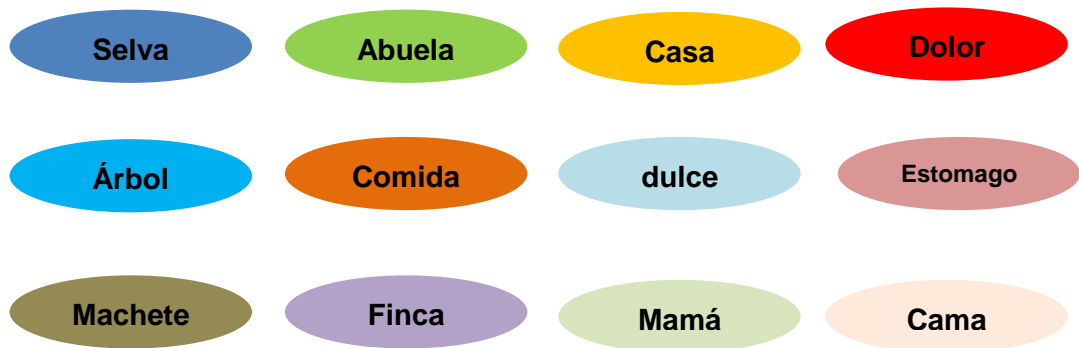 Selva Abuela Casa Dolor
Árbol Comida dulce Estomago
Machete Finca Mamá Cama